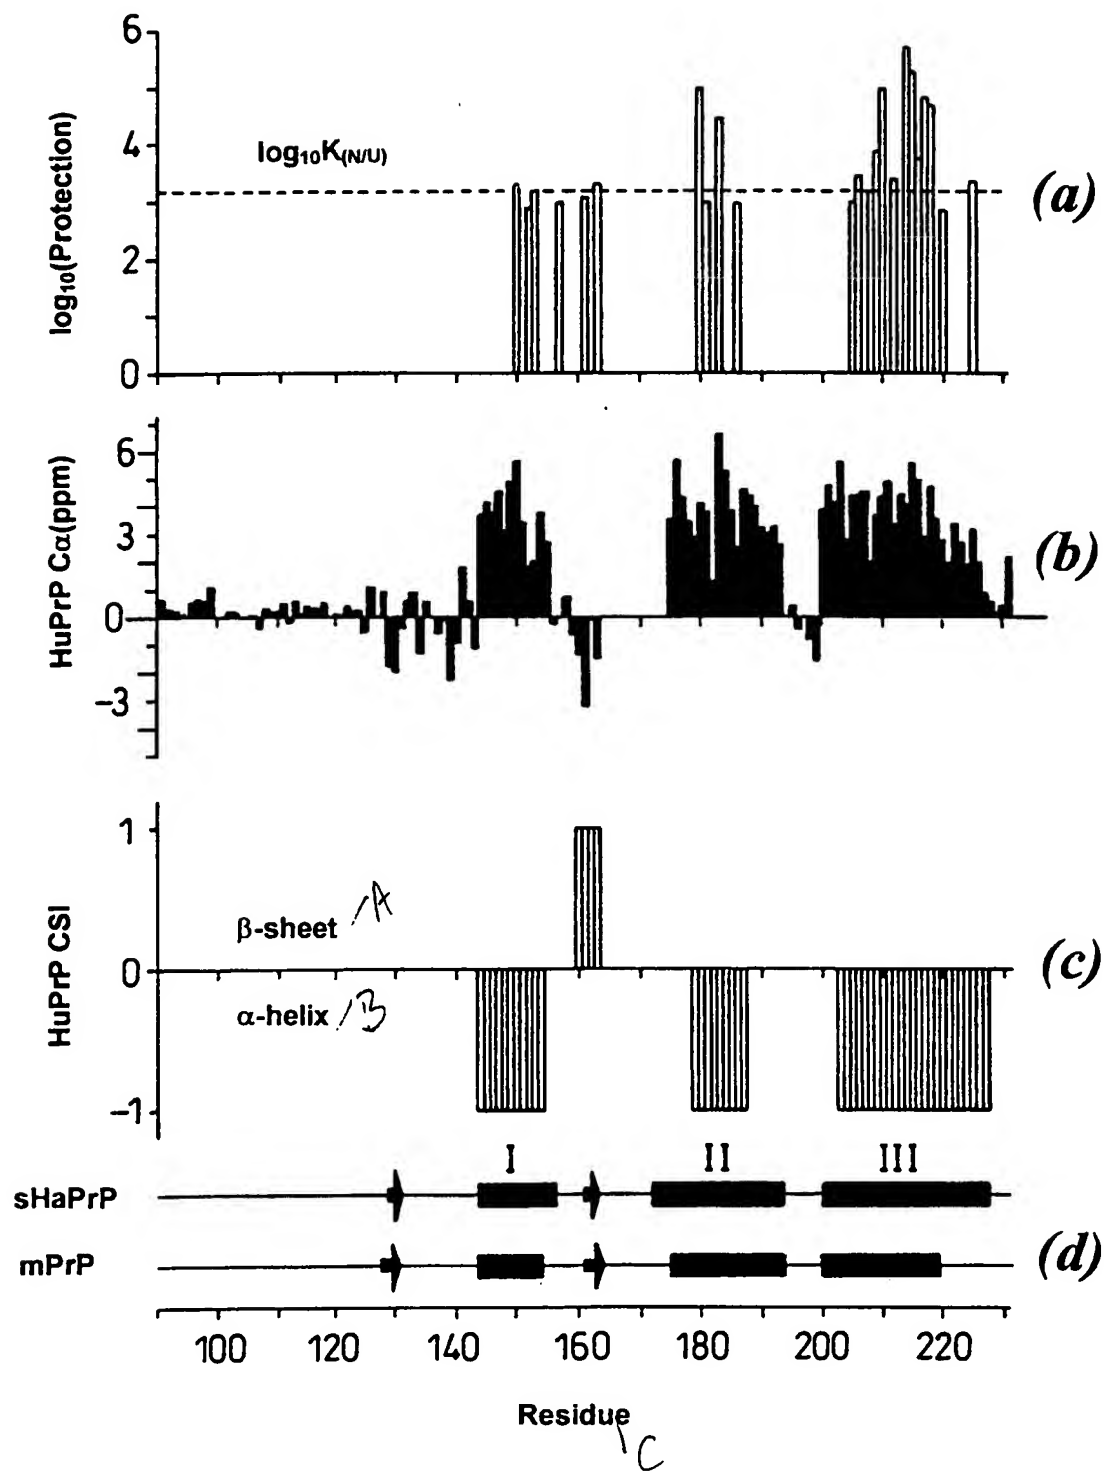 6
4
2
0
log₁₀(Protection)
log₁₀K(N/U)
(a)
6
3
0
−3
HuPrP Cα(ppm)
(b)
1
0
−1
HuPrP CSI
β-sheet A
α-helix B
(c)
I II III
sHaPrP
mPrP
(d)
100 120 140 160 180 200 220
Residue
C